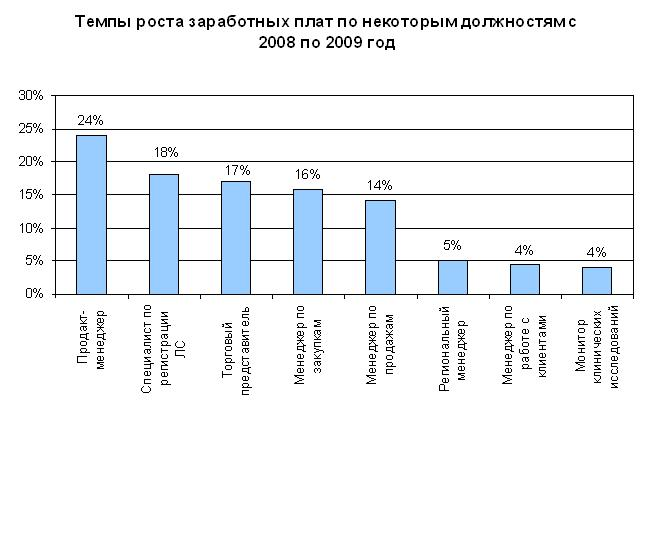 Темпы роста заработных плат по некоторым должностям с
2008 по 2009 год
30%
25%
20%
15%
10%
5%
0%
24%
18%
17%
16%
14%
5%
4%
4%
Продакт-
менеджер
Специалист по
регистрации
ЛС
Торговый
представитель
Менеджер по
закупкам
Менеджер по
продажам
Региональный
менеджер
Менеджер по
работе с
клиентами
Монитор
клинических
исследований